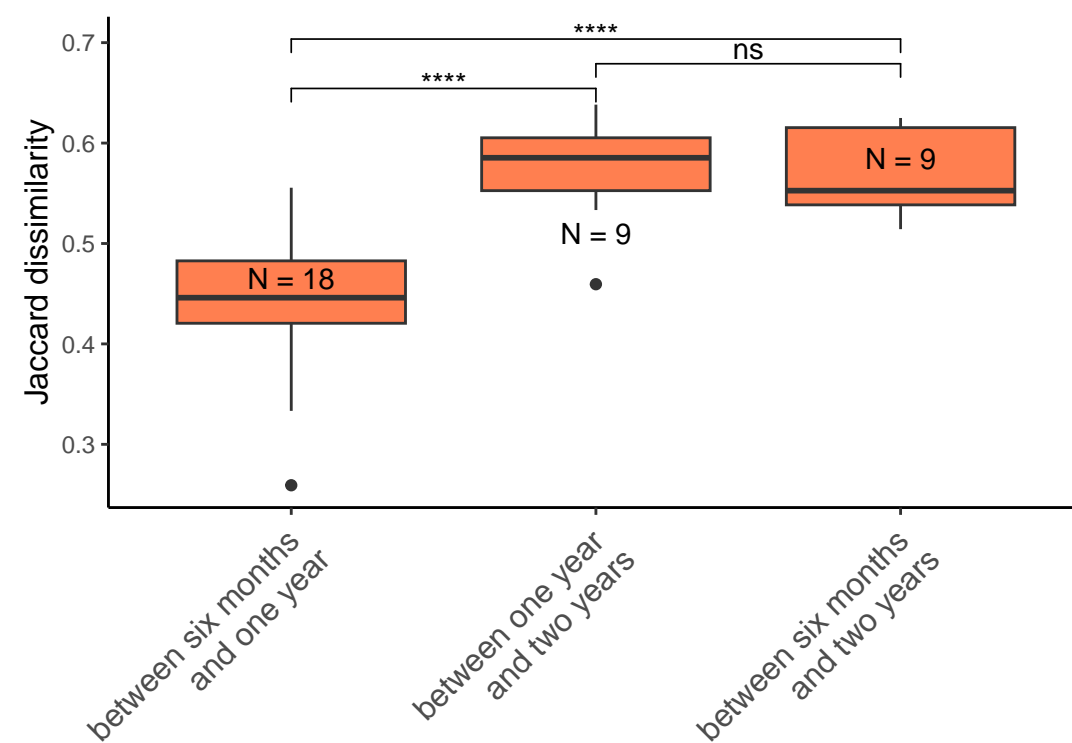 ****
ns
****
0.7
0.6
0.5
0.4
0.3
Jaccard dissimilarity
N = 18
N = 9
N = 9
between six months
and one year
between one year
and two years
between six months
and two years